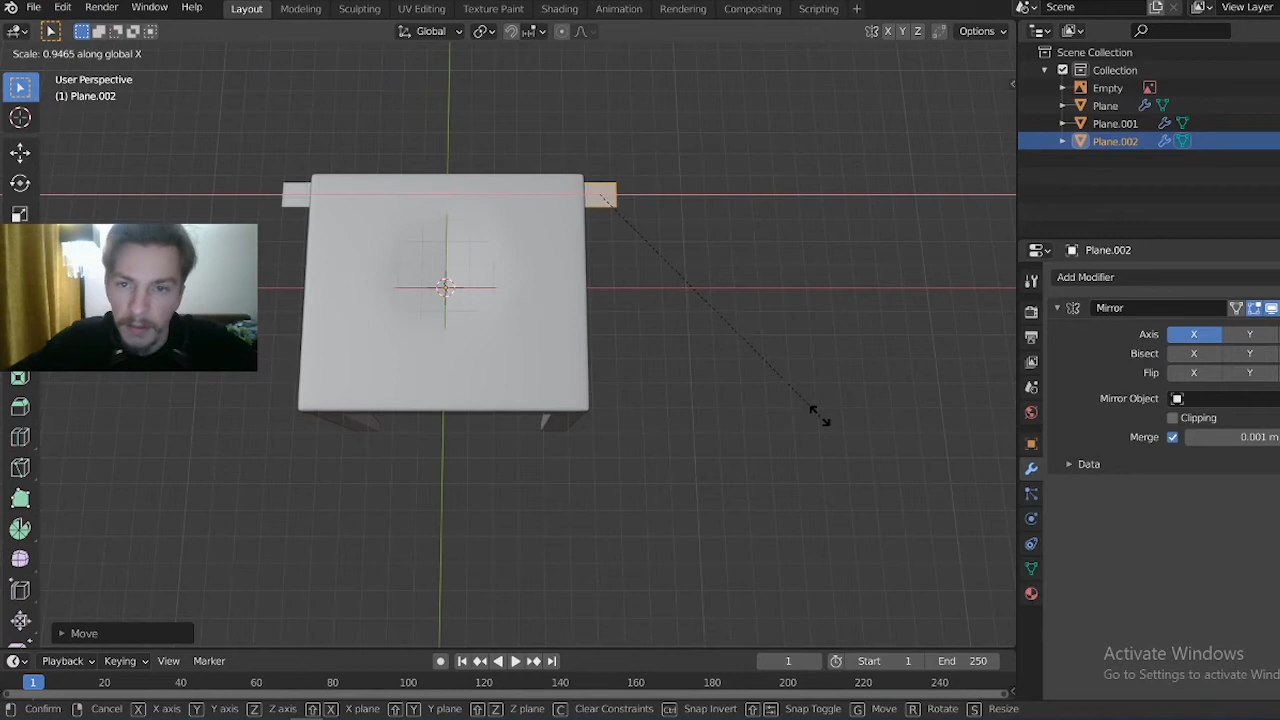 File Edit Render Window Help Layout Modeling Sculpting UV Editing Texture Paint Shading Animation Rendering Compositing Scripting + Scene View Layer
Global X Y Z Options
Scale: 0.9465 along global X
User Perspective
(1) Plane.002
Scene Collection
Collection
Empty
Plane
Plane.001
Plane.002
Plane.002
Add Modifier
Mirror
Axis X Y
Bisect X Y
Flip X Y
Mirror Object
Clipping
Merge 0.001 m
Data
Move
Activate Windows
Go to Settings to activate Wind
Playback Keying View Marker 1 Start 1 End 250
1 20 40 60 80 100 120 140 160 180 200 220 240
Confirm Cancel X X axis Y Y axis Z Z axis X X plane Y Y plane Z Z plane C Clear Constraints Snap Invert Snap Toggle G Move R Rotate S Resize